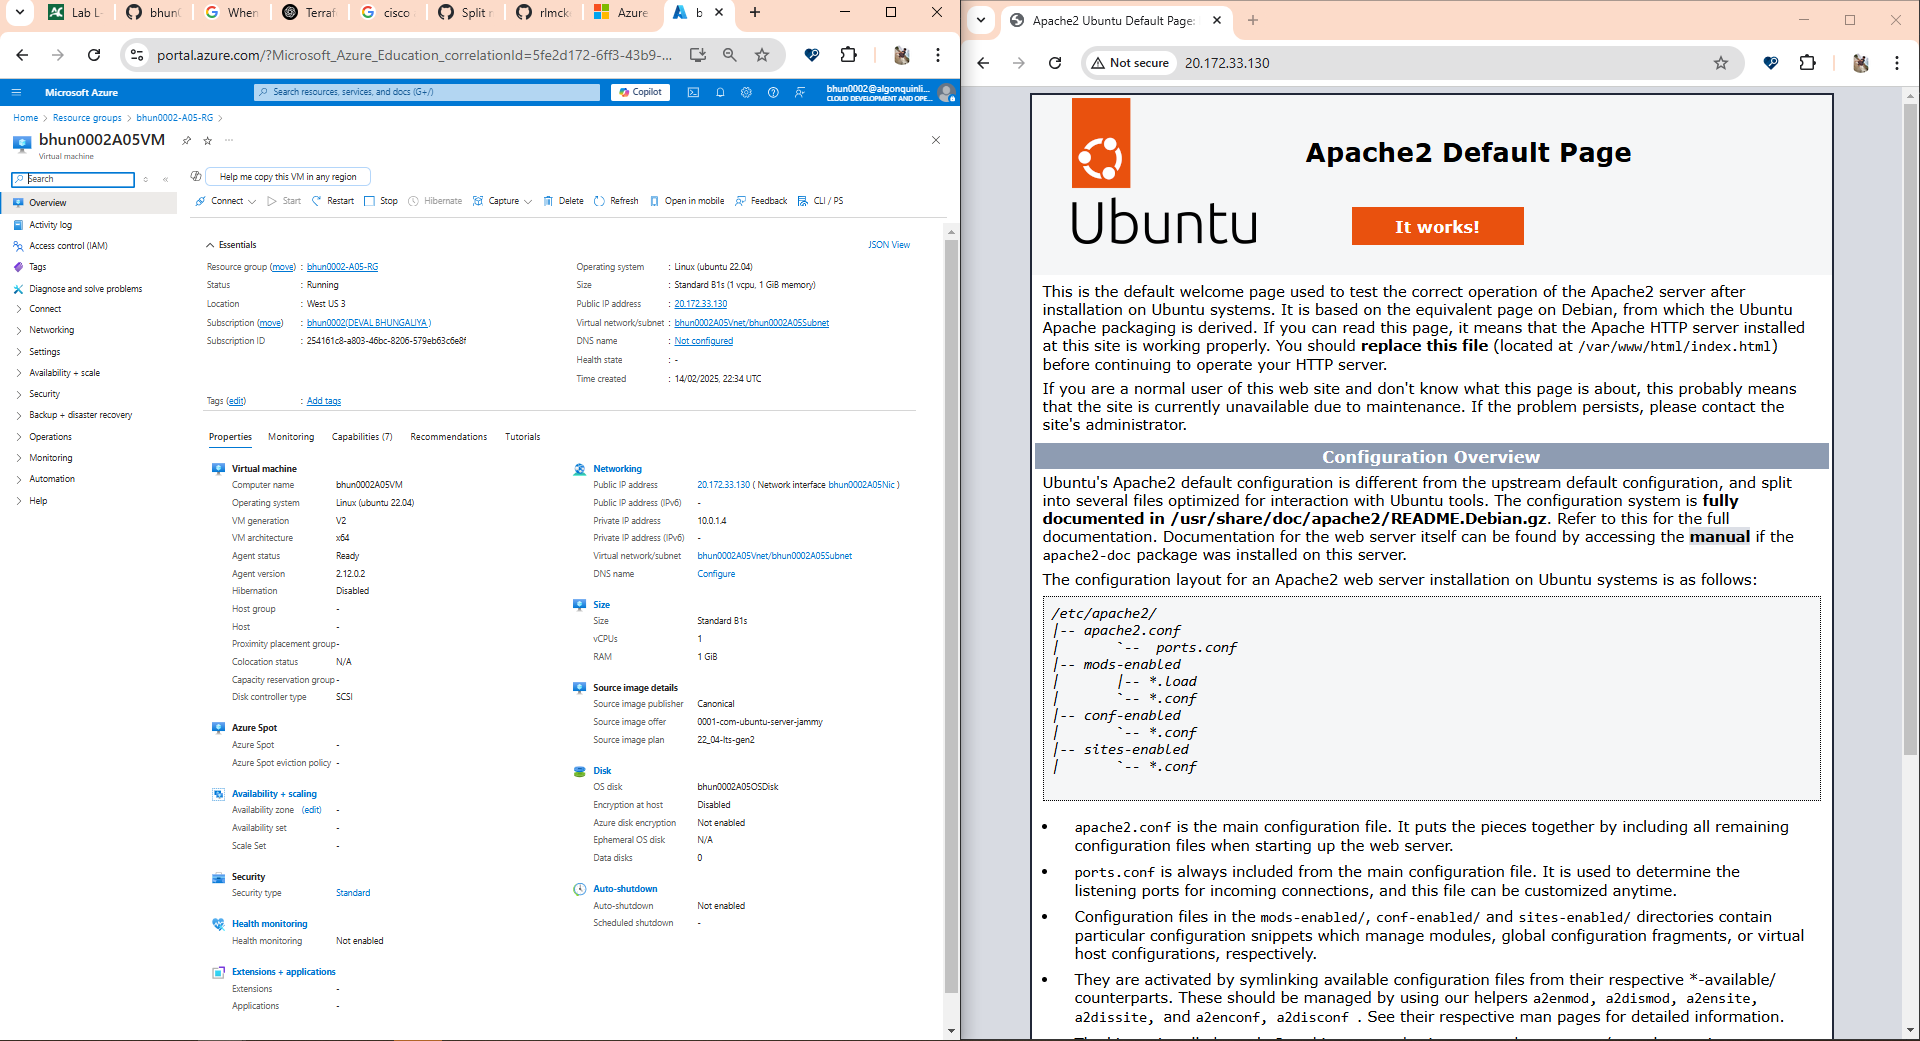 Lab L-
bhun0
When
Terraf
cisco
Split r
rlmck
Azure
b
portal.azure.com/?Microsoft_Azure_Education_correlationId=5fe2d172-6ff3-43b9-...
Microsoft Azure
Search resources, services, and docs (G+/)
Copilot
bhun0002@algonquinli...
CLOUD DEVELOPMENT AND OPE...
Home > Resource groups > bhun0002-A05-RG >
bhun0002A05VM
Virtual machine
Search
Help me copy this VM in any region
Connect
Start
Restart
Stop
Hibernate
Capture
Delete
Refresh
Open in mobile
Feedback
CLI / PS
Overview
Activity log
Access control (IAM)
Tags
Diagnose and solve problems
Connect
Networking
Settings
Availability + scale
Security
Backup + disaster recovery
Operations
Monitoring
Automation
Help
Essentials
JSON View
Resource group (move) : bhun0002-A05-RG
Status : Running
Location : West US 3
Subscription (move) : bhun0002(DEVAL BHUNGALIYA )
Subscription ID : 254161c8-a803-46bc-8206-579eb63c6e8f
Operating system : Linux (ubuntu 22.04)
Size : Standard B1s (1 vcpu, 1 GiB memory)
Public IP address : 20.172.33.130
Virtual network/subnet : bhun0002A05Vnet/bhun0002A05Subnet
DNS name : Not configured
Health state : -
Time created : 14/02/2025, 22:34 UTC
Tags (edit) : Add tags
Properties
Monitoring
Capabilities (7)
Recommendations
Tutorials
Virtual machine
Computer name bhun0002A05VM
Operating system Linux (ubuntu 22.04)
VM generation V2
VM architecture x64
Agent status Ready
Agent version 2.12.0.2
Hibernation Disabled
Host group -
Host -
Proximity placement group -
Colocation status N/A
Capacity reservation group -
Disk controller type SCSI
Azure Spot
Azure Spot -
Azure Spot eviction policy -
Availability + scaling
Availability zone (edit) -
Availability set -
Scale Set -
Security
Security type Standard
Health monitoring
Health monitoring Not enabled
Extensions + applications
Extensions -
Applications -
Networking
Public IP address 20.172.33.130 ( Network interface bhun0002A05Nic )
Public IP address (IPv6) -
Private IP address 10.0.1.4
Private IP address (IPv6) -
Virtual network/subnet bhun0002A05Vnet/bhun0002A05Subnet
DNS name Configure
Size
Size Standard B1s
vCPUs 1
RAM 1 GiB
Source image details
Source image publisher Canonical
Source image offer 0001-com-ubuntu-server-jammy
Source image plan 22_04-lts-gen2
Disk
OS disk bhun0002A05OSDisk
Encryption at host Disabled
Azure disk encryption Not enabled
Ephemeral OS disk N/A
Data disks 0
Auto-shutdown
Auto-shutdown Not enabled
Scheduled shutdown -
Apache2 Ubuntu Default Page:
Not secure
20.172.33.130
Ubuntu
Apache2 Default Page
It works!
This is the default welcome page used to test the correct operation of the Apache2 server after
installation on Ubuntu systems. It is based on the equivalent page on Debian, from which the Ubuntu
Apache packaging is derived. If you can read this page, it means that the Apache HTTP server installed
at this site is working properly. You should replace this file (located at /var/www/html/index.html)
before continuing to operate your HTTP server.
If you are a normal user of this web site and don't know what this page is about, this probably means
that the site is currently unavailable due to maintenance. If the problem persists, please contact the
site's administrator.
Configuration Overview
Ubuntu's Apache2 default configuration is different from the upstream default configuration, and split
into several files optimized for interaction with Ubuntu tools. The configuration system is fully
documented in /usr/share/doc/apache2/README.Debian.gz. Refer to this for the full
documentation. Documentation for the web server itself can be found by accessing the manual if the
apache2-doc package was installed on this server.
The configuration layout for an Apache2 web server installation on Ubuntu systems is as follows:
/etc/apache2/
|-- apache2.conf
|       `--  ports.conf
|-- mods-enabled
|       |-- *.load
|       `-- *.conf
|-- conf-enabled
|       `-- *.conf
|-- sites-enabled
|       `-- *.conf
• apache2.conf is the main configuration file. It puts the pieces together by including all remaining
configuration files when starting up the web server.
• ports.conf is always included from the main configuration file. It is used to determine the
listening ports for incoming connections, and this file can be customized anytime.
• Configuration files in the mods-enabled/, conf-enabled/ and sites-enabled/ directories contain
particular configuration snippets which manage modules, global configuration fragments, or virtual
host configurations, respectively.
• They are activated by symlinking available configuration files from their respective *-available/
counterparts. These should be managed by using our helpers a2enmod, a2dismod, a2ensite,
a2dissite, and a2enconf, a2disconf . See their respective man pages for detailed information.